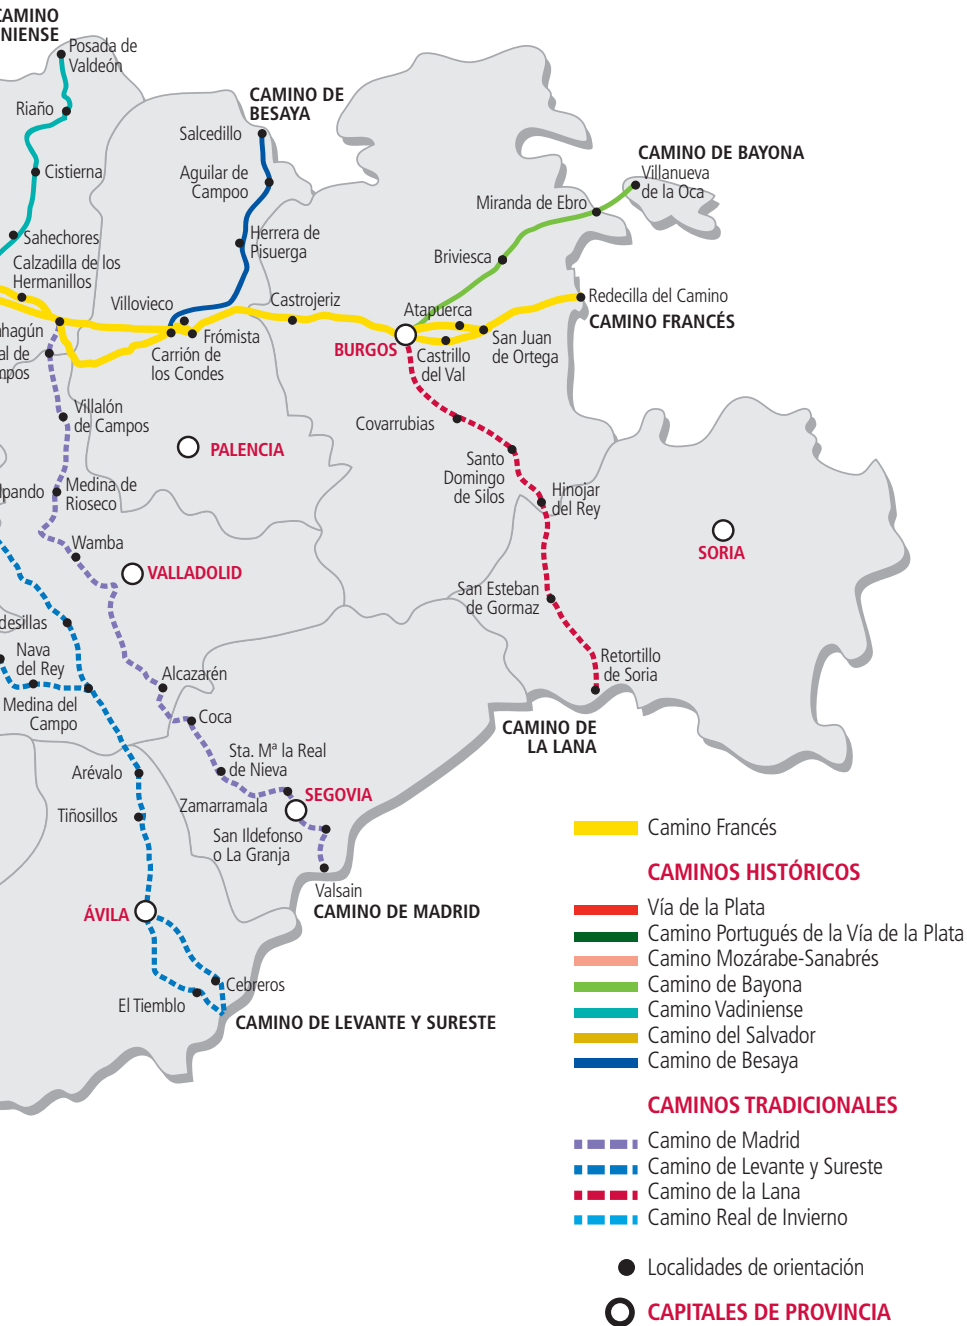 CAMINO
NIENSE
Posada de
Valdeón
Riaño
CAMINO DE
BESAYA
Salcedillo
Cistierna
Aguilar de
Campoo
CAMINO DE BAYONA
Villanueva
de la Oca
Miranda de Ebro
Sahechores
Herrera de
Pisuerga
Briviesca
Calzadilla de los
Hermanillos
Villovieco
Castrojeriz
Atapuerca
Redecilla del Camino
CAMINO FRANCÉS
ahagún
al de
mpos
Frómista
Carrión de
los Condes
BURGOS
Castrillo
del Val
San Juan
de Ortega
Villalón
de Campos
Covarrubias
PALENCIA
Santo
Domingo
de Silos
lpando
Medina de
Rioseco
Hinojar
del Rey
Wamba
SORIA
VALLADOLID
San Esteban
de Gormaz
desillas
Nava
del Rey
Retortillo
de Soria
Alcazarén
Medina del
Campo
Coca
CAMINO DE
LA LANA
Arévalo
Sta. Mª la Real
de Nieva
Tiñosillos
Zamarramala
SEGOVIA
San Ildefonso
o La Granja
Valsain
CAMINO DE MADRID
ÁVILA
Cebreros
El Tiemblo
CAMINO DE LEVANTE Y SURESTE
Camino Francés
CAMINOS HISTÓRICOS
Vía de la Plata
Camino Portugués de la Vía de la Plata
Camino Mozárabe-Sanabrés
Camino de Bayona
Camino Vadiniense
Camino del Salvador
Camino de Besaya
CAMINOS TRADICIONALES
Camino de Madrid
Camino de Levante y Sureste
Camino de la Lana
Camino Real de Invierno
Localidades de orientación
CAPITALES DE PROVINCIA